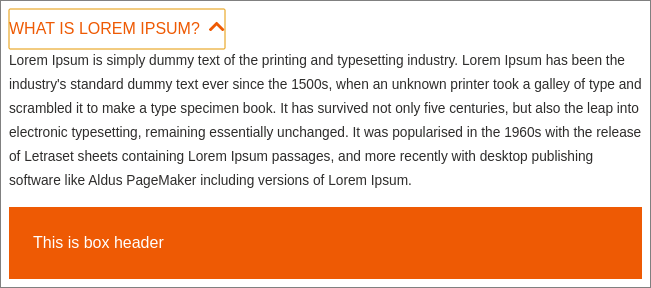 WHAT IS LOREM IPSUM?
Lorem Ipsum is simply dummy text of the printing and typesetting industry. Lorem Ipsum has been the
industry's standard dummy text ever since the 1500s, when an unknown printer took a galley of type and
scrambled it to make a type specimen book. It has survived not only five centuries, but also the leap into
electronic typesetting, remaining essentially unchanged. It was popularised in the 1960s with the release
of Letraset sheets containing Lorem Ipsum passages, and more recently with desktop publishing
software like Aldus PageMaker including versions of Lorem Ipsum.
This is box header